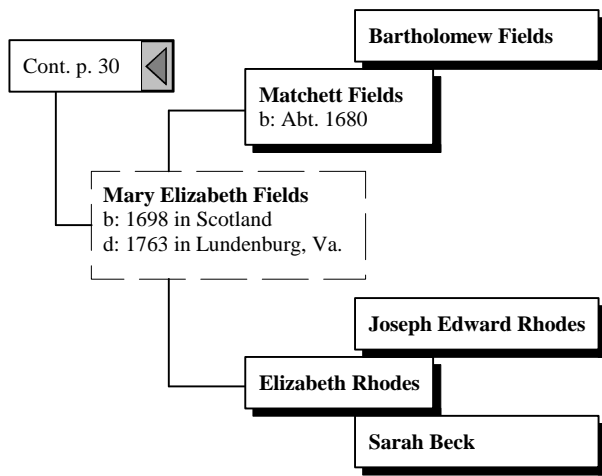 Bartholomew Fields
Cont. p. 30
Matchett Fields
b: Abt. 1680
Mary Elizabeth Fields
b: 1698 in Scotland
d: 1763 in Lundenburg, Va.
Joseph Edward Rhodes
Elizabeth Rhodes
Sarah Beck